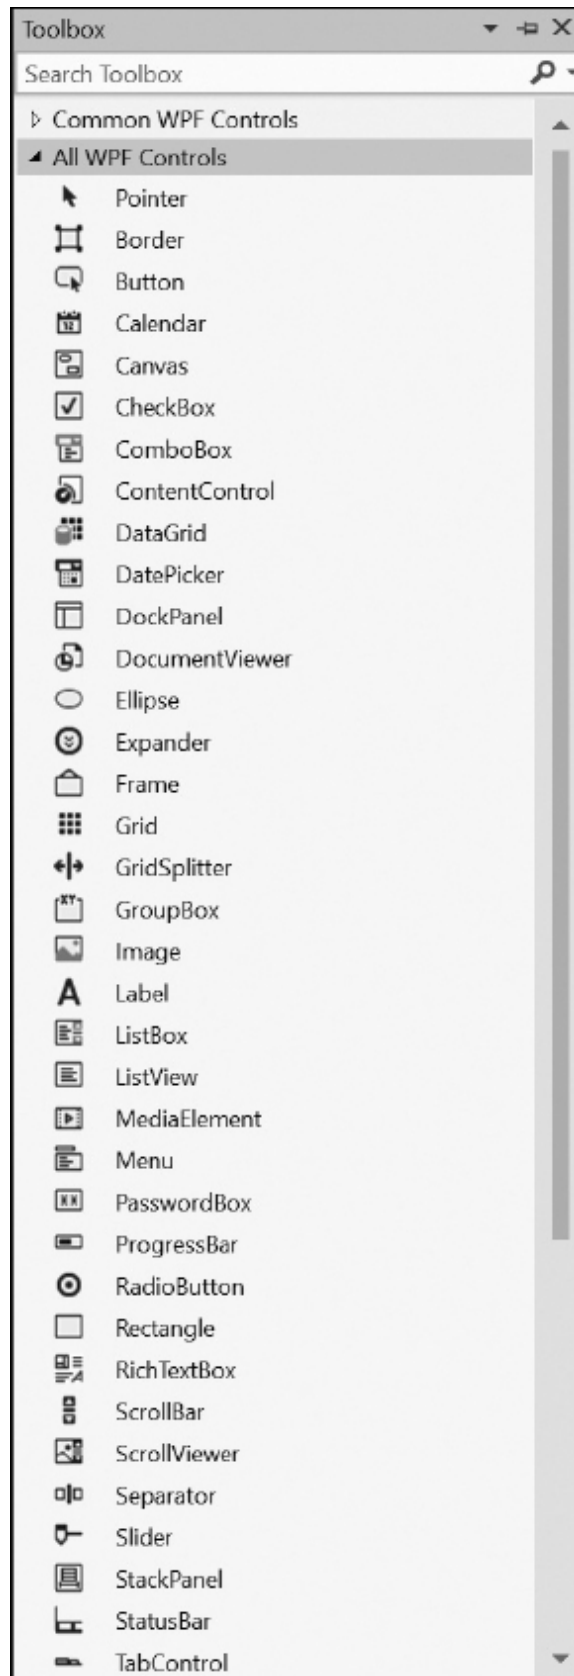 Toolbox
Search Toolbox
Common WPF Controls
All WPF Controls
Pointer
Border
Button
Calendar
Canvas
CheckBox
ComboBox
ContentControl
DataGrid
DatePicker
DockPanel
DocumentViewer
Ellipse
Expander
Frame
Grid
GridSplitter
GroupBox
Image
Label
ListBox
ListView
MediaElement
Menu
PasswordBox
ProgressBar
RadioButton
Rectangle
RichTextBox
ScrollBar
ScrollViewer
Separator
Slider
StackPanel
StatusBar
TabControl